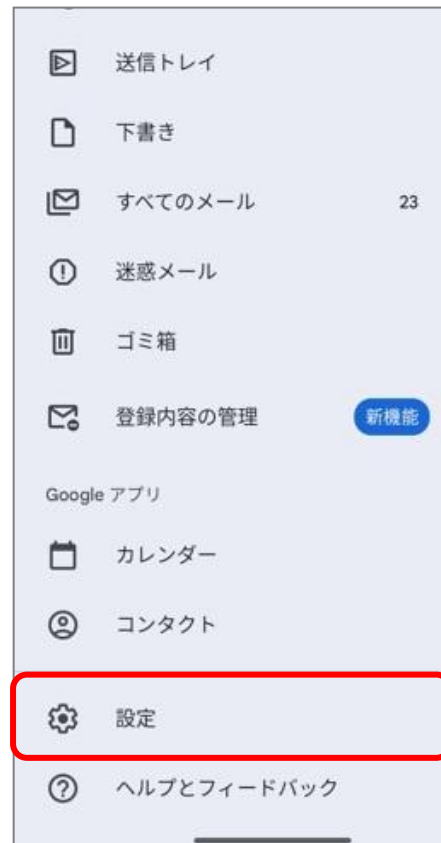 送信トレイ
下書き
すべてのメール 23
迷惑メール
ゴミ箱
登録内容の管理 新機能
Google アプリ
カレンダー
コンタクト
設定
ヘルプとフィードバック